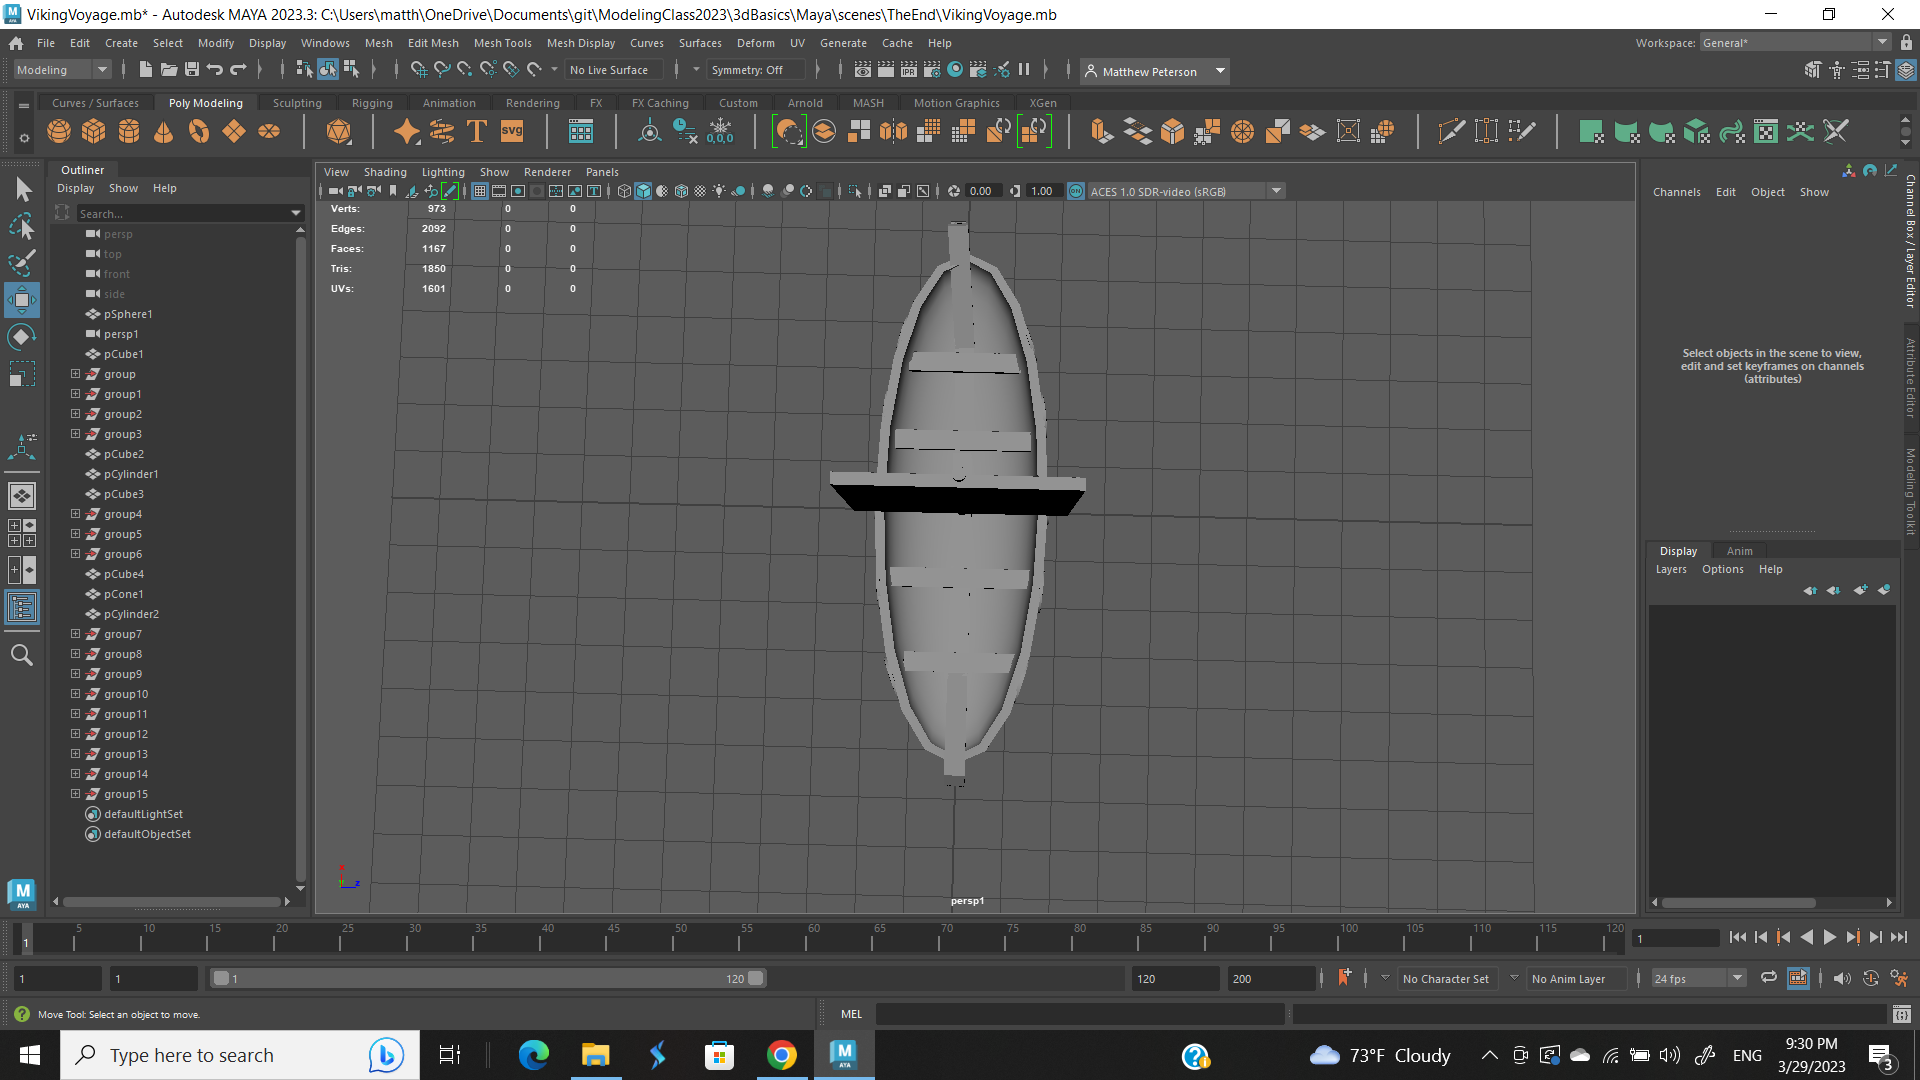 VikingVoyage.mb* - Autodesk MAYA 2023.3: C:\Users\matth\OneDrive\Documents\git\ModelingClass2023\3dBasics\Maya\scenes\TheEnd\VikingVoyage.mb
File Edit Create Select Modify Display Windows Mesh Edit Mesh Mesh Tools Mesh Display Curves Surfaces Deform UV Generate Cache Help Workspace: General*
Modeling No Live Surface Symmetry: Off IPR Matthew Peterson
Curves / Surfaces Poly Modeling Sculpting Rigging Animation Rendering FX FX Caching Custom Arnold MASH Motion Graphics XGen
T SVG 0,0,0
Outliner
Display Show Help
Search...
persp
top
front
side
pSphere1
persp1
pCube1
group
group1
group2
group3
pCube2
pCylinder1
pCube3
group4
group5
group6
pCube4
pCone1
pCylinder2
group7
group8
group9
group10
group11
group12
group13
group14
group15
defaultLightSet
defaultObjectSet
View Shading Lighting Show Renderer Panels
0.00 1.00 ON ACES 1.0 SDR-video (sRGB)
Verts: 973 0 0
Edges: 2092 0 0
Faces: 1167 0 0
Tris: 1850 0 0
UVs: 1601 0 0
y z
persp1
Channels Edit Object Show
Select objects in the scene to view,
edit and set keyframes on channels
(attributes)
Channel Box / Layer Editor
Attribute Editor
Modeling Toolkit
Display Anim
Layers Options Help
M
AYA
1 5 10 15 20 25 30 35 40 45 50 55 60 65 70 75 80 85 90 95 100 105 110 115 120 1
1 1 1 120 120 200 No Character Set No Anim Layer 24 fps
Move Tool: Select an object to move. MEL
Type here to search
73°F Cloudy ENG 9:30 PM
3/29/2023 3